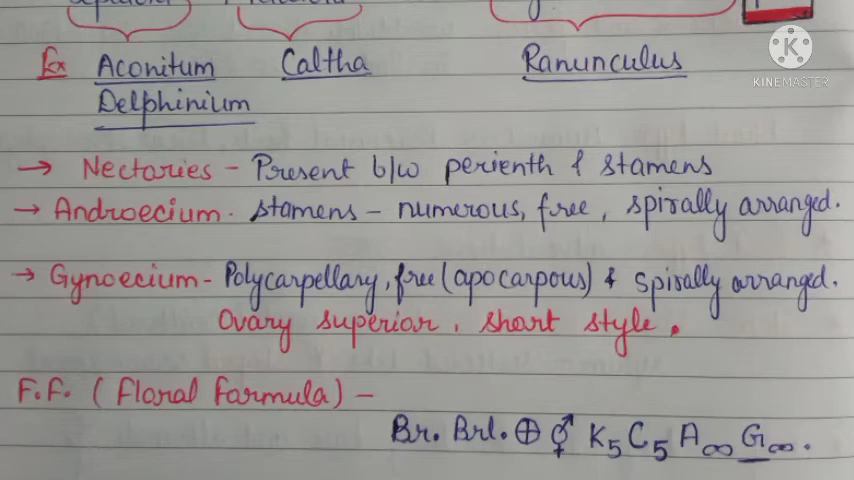 Ex Aconitum Caltha Ranunculus
Delphinium
K
KINEMASTER
→ Nectories - Present b/w perienth & stamens
→ Androecium. stamens - numerous, free, spirally arranged.
→ Gynoecium - Polycarpellary, free (apocarpous) & spirally arranged.
Ovary superior, short style.
F.F. (Floral formula) -
Br. Brl. ⊕ ⚥ K₅ C₅ A∞ G∞.